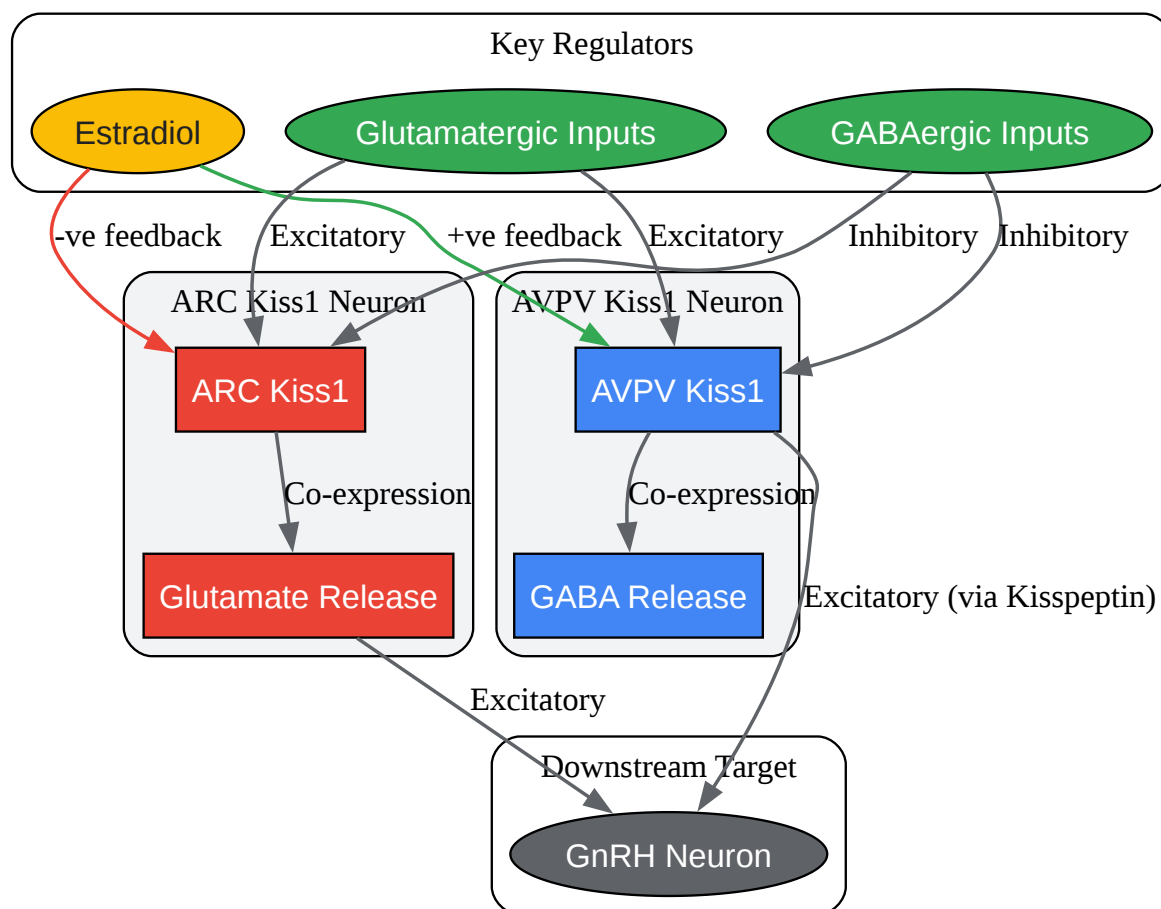 Key Regulators
Estradiol
Glutamatergic Inputs
GABAergic Inputs
-ve feedback
Excitatory
+ve feedback
Excitatory
Inhibitory
Inhibitory
ARC Kiss1 Neuron
AVPV Kiss1 Neuron
ARC Kiss1
AVPV Kiss1
Co-expression
Co-expression
Glutamate Release
GABA Release
Excitatory (via Kisspeptin)
Excitatory
Downstream Target
GnRH Neuron